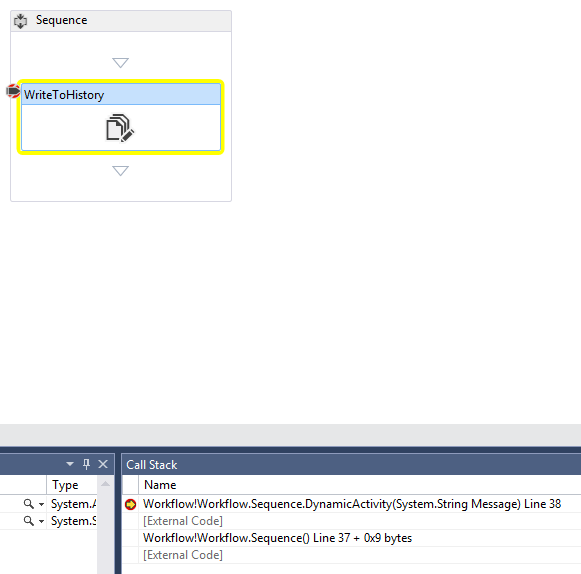 Sequence
WriteToHistory
Call Stack
Type
Name
System.A
Workflow!Workflow.Sequence.DynamicActivity(System.String Message) Line 38
System.S
[External Code]
Workflow!Workflow.Sequence() Line 37 + 0x9 bytes
[External Code]